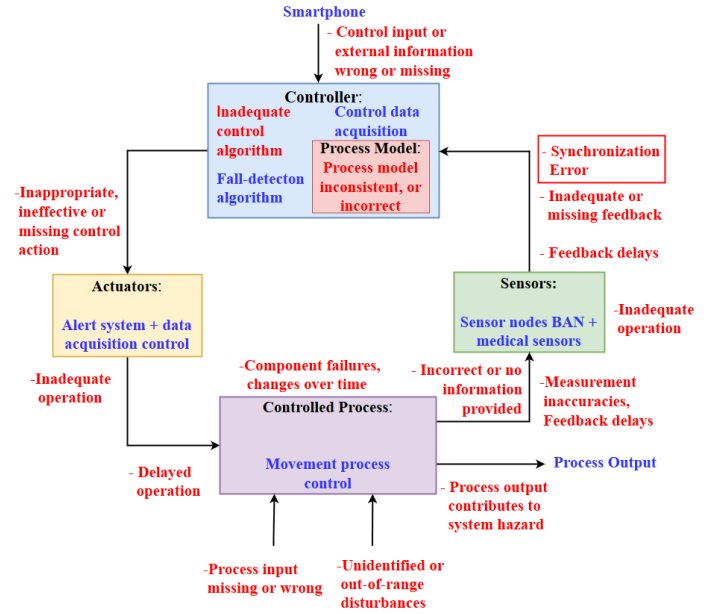 Smartphone
- Control input or
external information
wrong or missing
Controller:
Inadequate
control
algorithm
Fall-detecton
algorithm
Control data
acquisition
Process Model:
Process model
inconsistent, or
incorrect
- Synchronization
Error
- Inadequate or
missing feedback
- Feedback delays
-Inappropriate,
ineffective or
missing control
action
Actuators:
Alert system + data
acquisition control
Sensors:
Sensor nodes BAN +
medical sensors
-Inadequate
operation
-Inadequate
operation
-Component failures,
changes over time
- Incorrect or no
information
provided
-Measurement
inaccuracies,
Feedback delays
Controlled Process:
Movement process
control
- Delayed
operation
Process Output
- Process output
contributes to
system hazard
-Process input
missing or wrong
-Unidentified or
out-of-range
disturbances